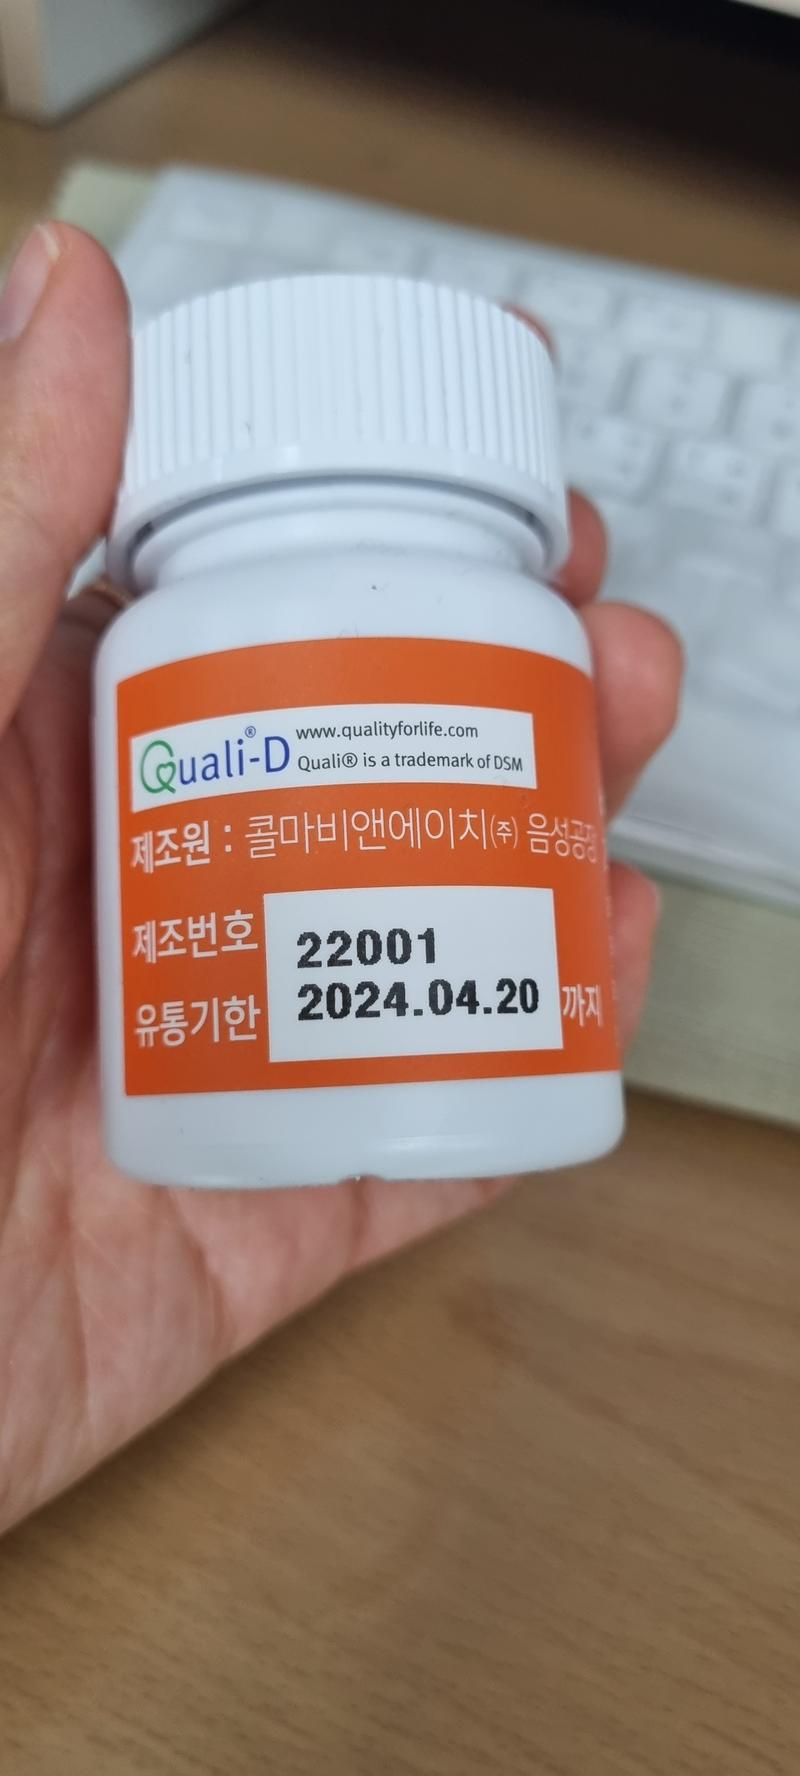 Quali®-D www.qualityforlife.com
Quali® is a trademark of DSM
제조원 : 콜마비앤에이치(주) 음성공장
제조번호 22001
유통기한 2024.04.20 까지